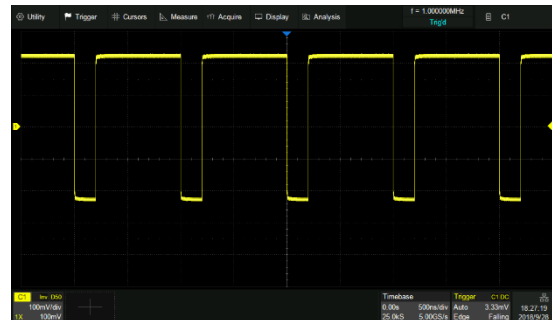 Utility Trigger Cursors Measure Acquire Display Analysis
f = 1.000000MHz
Trig'd
C1
C1 Inv D50
100mV/div
1X 100mV
Timebase
0.00s 500ns/div
25.0kS 5.00GS/s
Trigger C1 DC
Auto 3.33mV
Edge Falling
18:27:19
2018/9/28